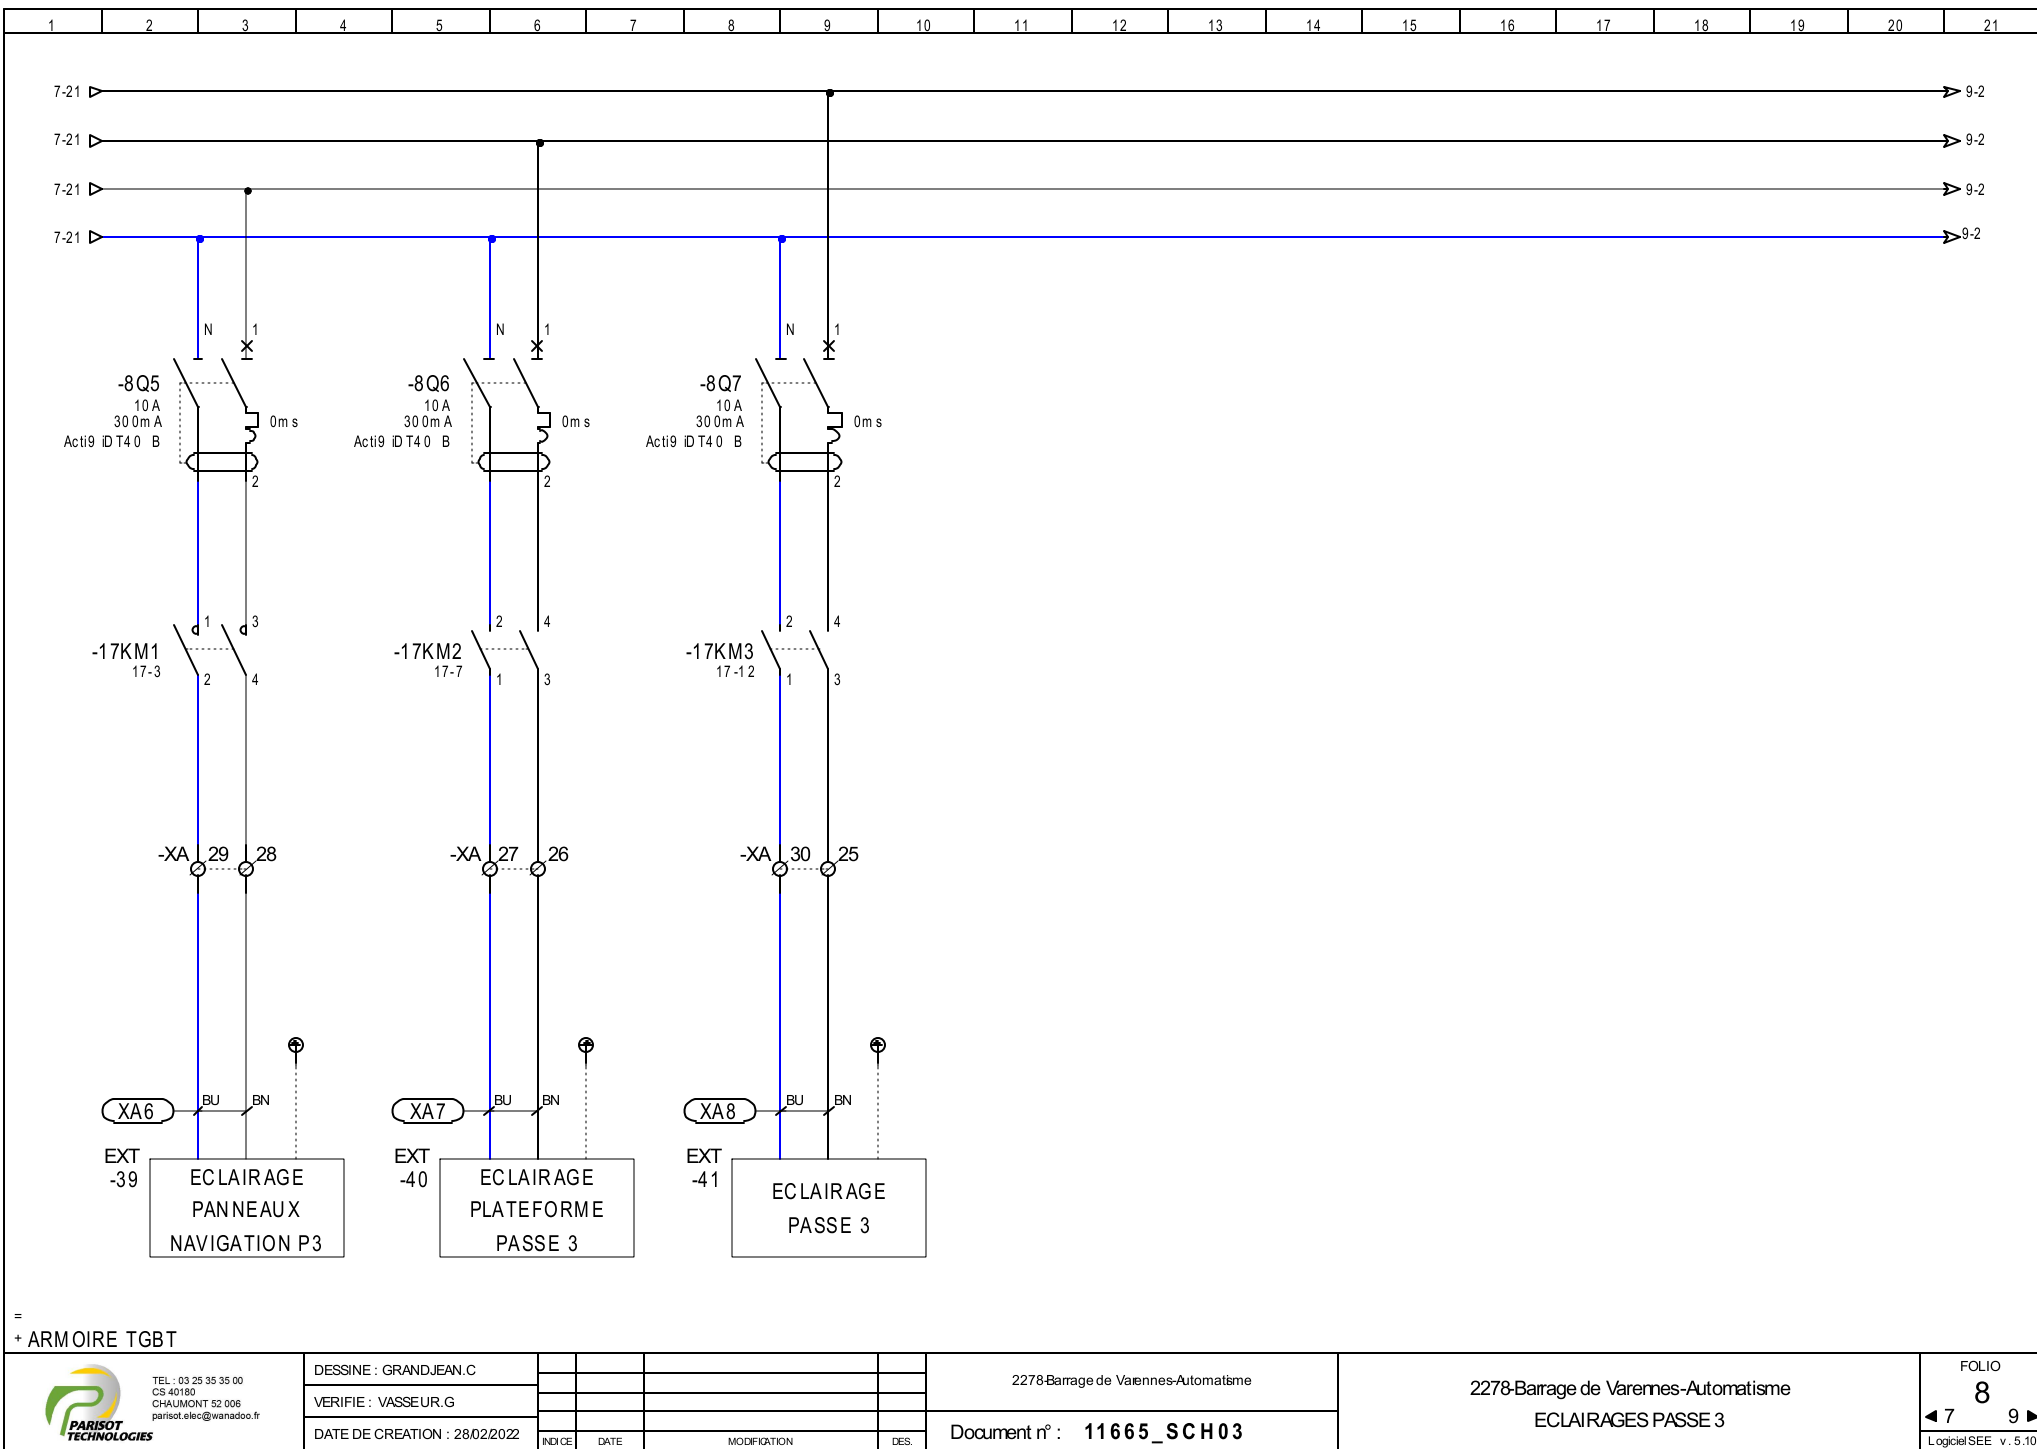 1 2 3 4 5 6 7 8 9 10 11 12 13 14 15 16 17 18 19 20 21
7-21 9-2
7-21 9-2
7-21 9-2
7-21 9-2
N 1 N 1 N 1
-8Q5 -8Q6 -8Q7
10A 10A 10A
300mA 0ms 300mA 0ms 300mA 0ms
Acti9 iDT40 B Acti9 iDT40 B Acti9 iDT40 B
2 2 2
1 3 2 4 2 4
-17KM1 -17KM2 -17KM3
17-3 17-7 17-12
2 4 1 3 1 3
-XA 29 28 -XA 27 26 -XA 30 25
BU BN BU BN BU BN
XA6 XA7 XA8
EXT EXT EXT
-39 -40 -41
ECLAIRAGE
PANNEAUX
NAVIGATION P3
ECLAIRAGE
PLATEFORME
PASSE 3
ECLAIRAGE
PASSE 3
=
+ ARMOIRE TGBT
PARISOT
TECHNOLOGIES
TEL : 03 25 35 35 00
CS 40180
CHAUMONT 52 006
parisot.elec@wanadoo.fr
DESSINE : GRANDJEAN.C
VERIFIE : VASSEUR.G
DATE DE CREATION : 28/02/2022
INDICE DATE MODIFICATION DES.
2278-Barrage de Varennes-Automatisme
Document n° : 11665_SCH03
2278-Barrage de Varennes-Automatisme
ECLAIRAGES PASSE 3
FOLIO
8
7 9
Logiciel SEE v.5.10